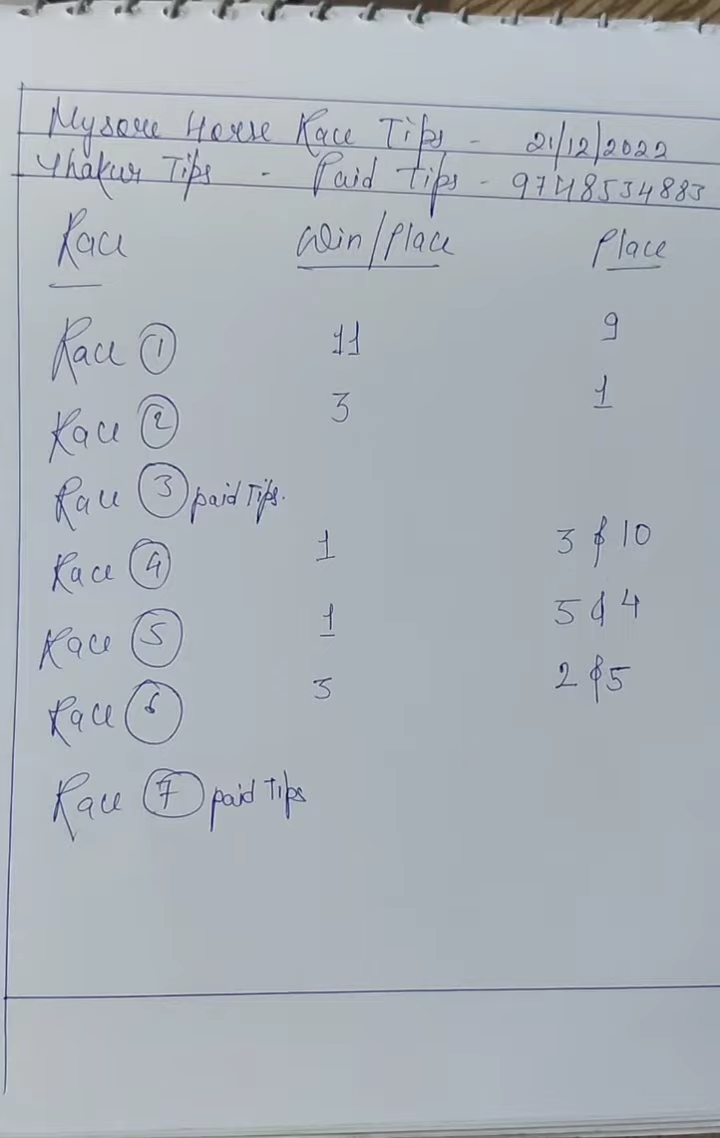 Mysore Horse Race Tips - 21/12/2022
Thakur Tips - Paid Tips - 9748534883
Race Win/Place Place
Race 1 11 9
Race 2 3 1
Race 3 paid Tips.
Race 4 1 3 & 10
Race 5 1 5 & 4
Race 6 3 2 & 5
Race 7 paid Tips